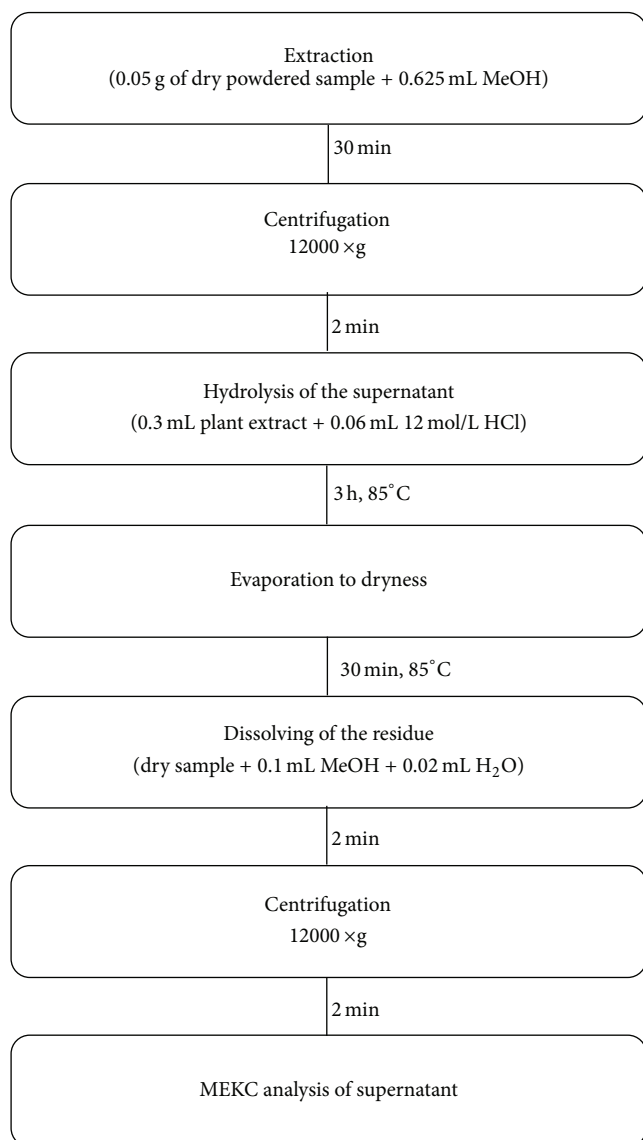 Extraction
(0.05 g of dry powdered sample + 0.625 mL MeOH)
30 min
Centrifugation
12000 ×g
2 min
Hydrolysis of the supernatant
(0.3 mL plant extract + 0.06 mL 12 mol/L HCl)
3 h, 85°C
Evaporation to dryness
30 min, 85°C
Dissolving of the residue
(dry sample + 0.1 mL MeOH + 0.02 mL H₂O)
2 min
Centrifugation
12000 ×g
2 min
MEKC analysis of supernatant